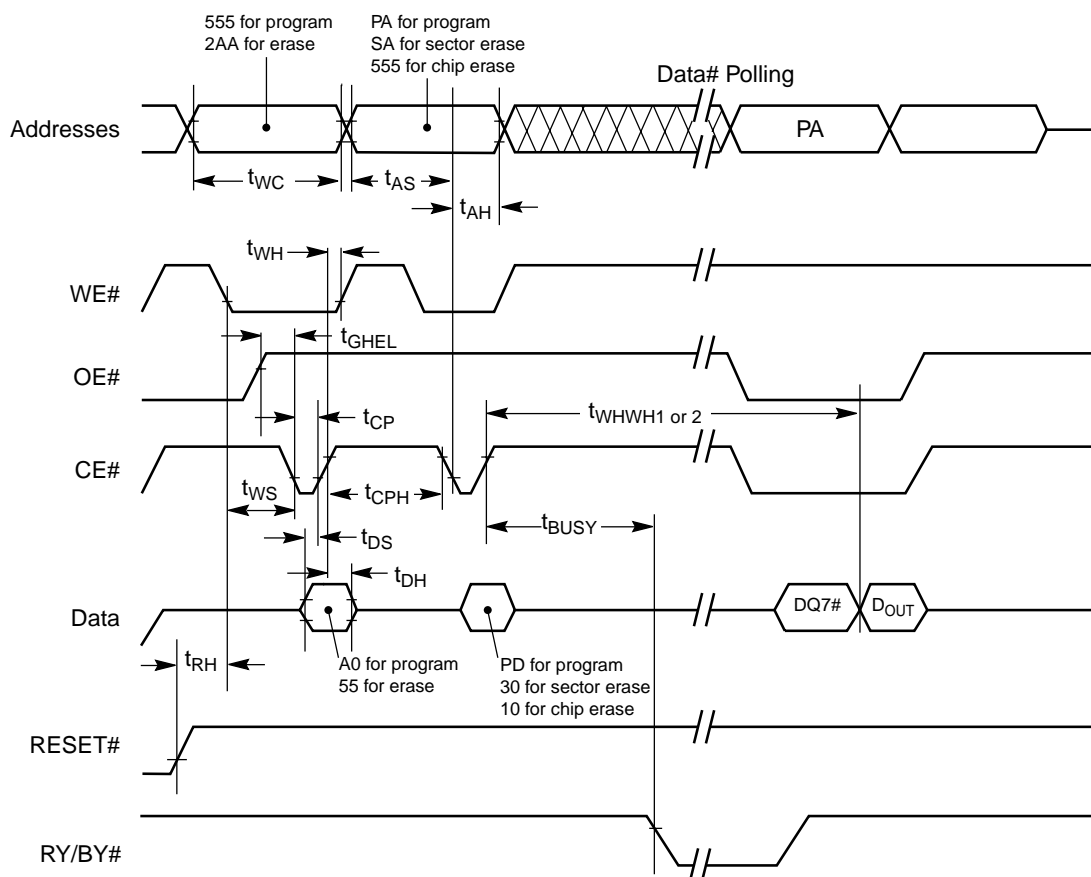 555 for program
2AA for erase
PA for program
SA for sector erase
555 for chip erase
Data# Polling
Addresses
PA
tWC
tAS
tAH
tWH
WE#
tGHEL
OE#
tCP
tWHWH1 or 2
CE#
tWS
tCPH
tBUSY
tDS
tDH
Data
DQ7#
DOUT
tRH
A0 for program
55 for erase
PD for program
30 for sector erase
10 for chip erase
RESET#
RY/BY#